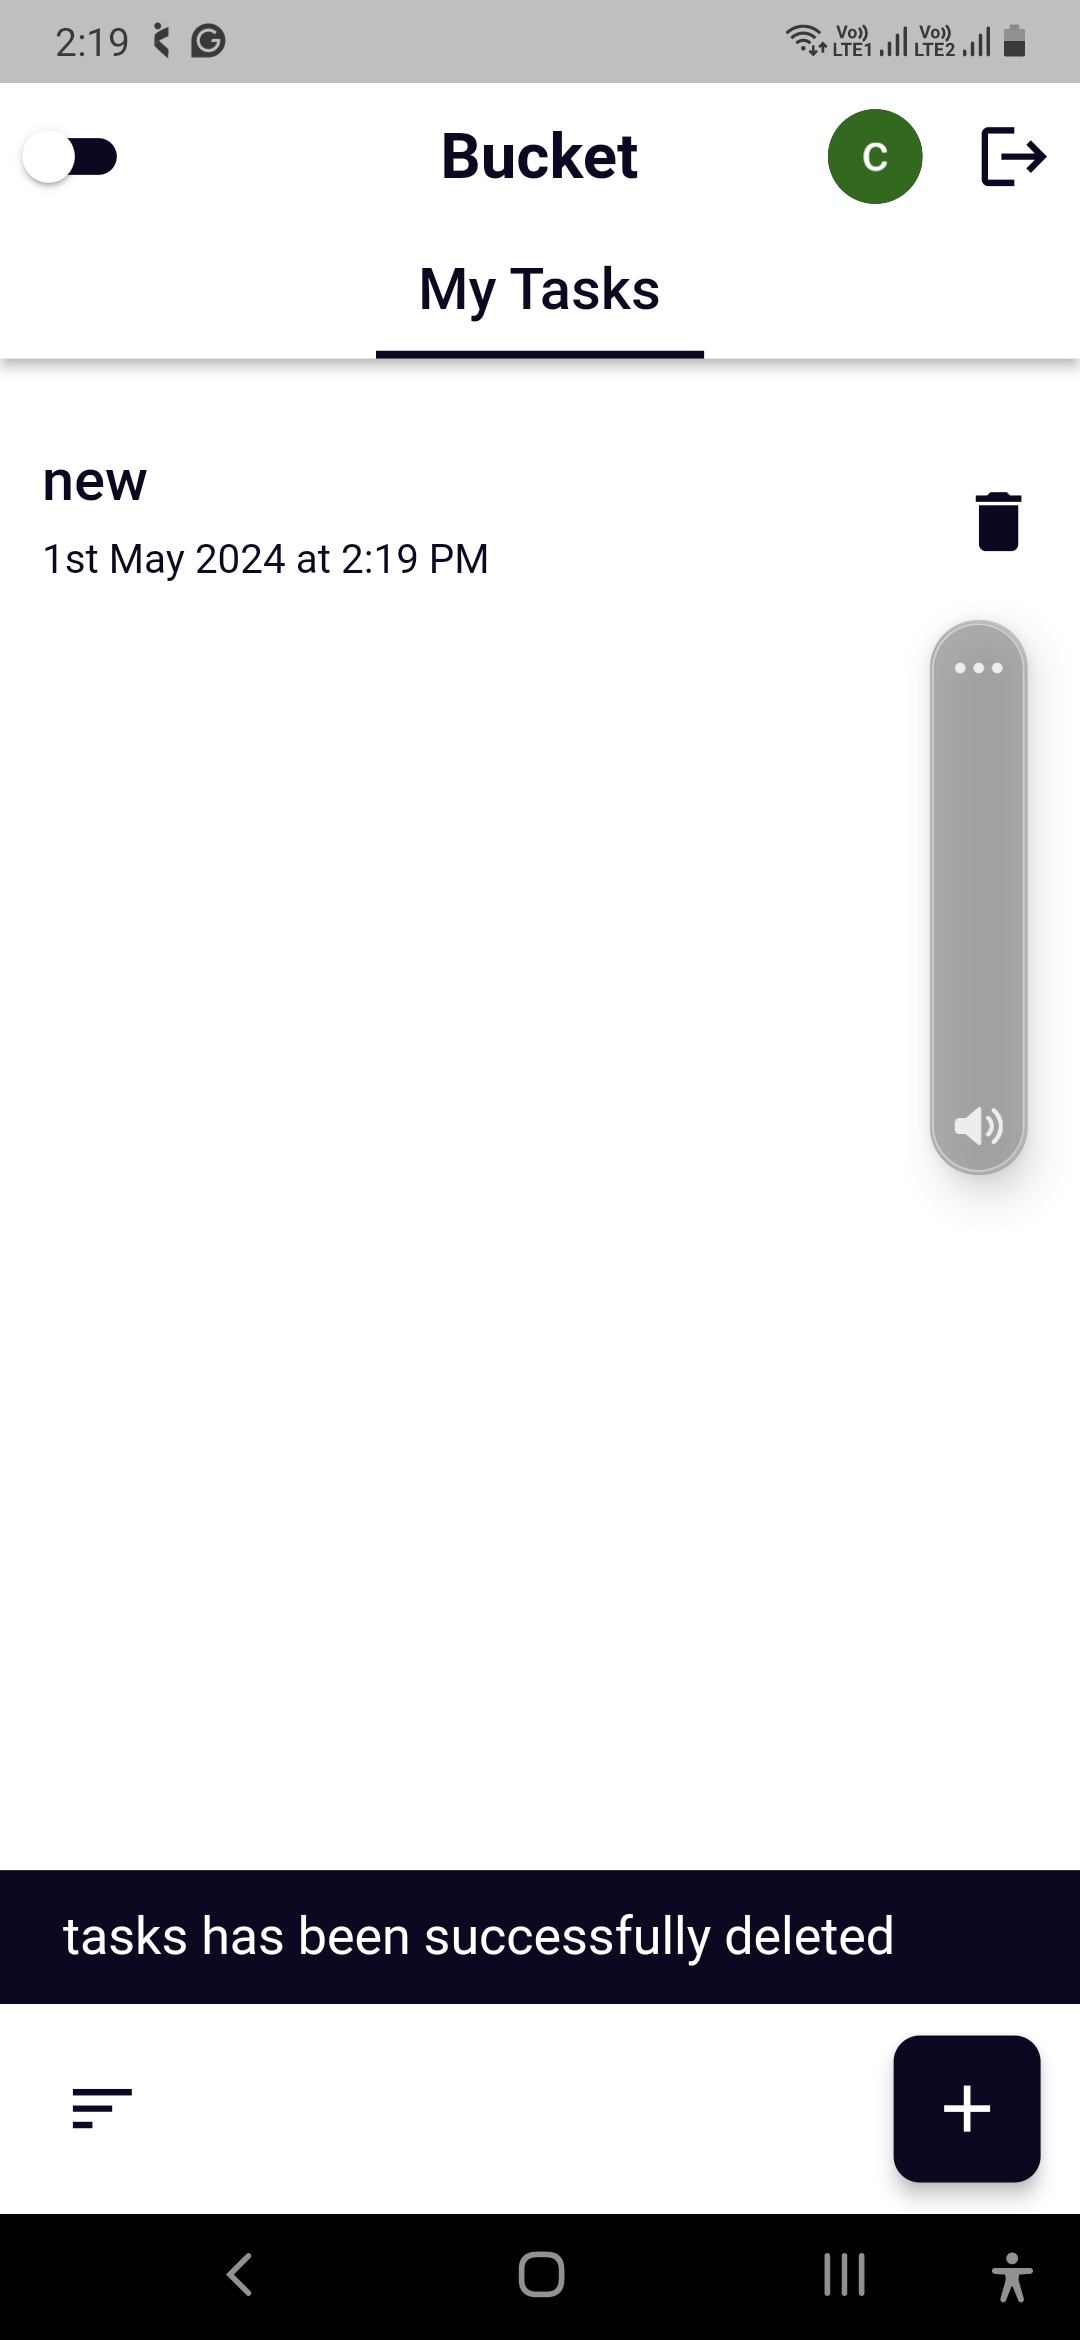 2:19
Vo)) LTE1 Vo)) LTE2
Bucket
C
My Tasks
new
1st May 2024 at 2:19 PM
tasks has been successfully deleted